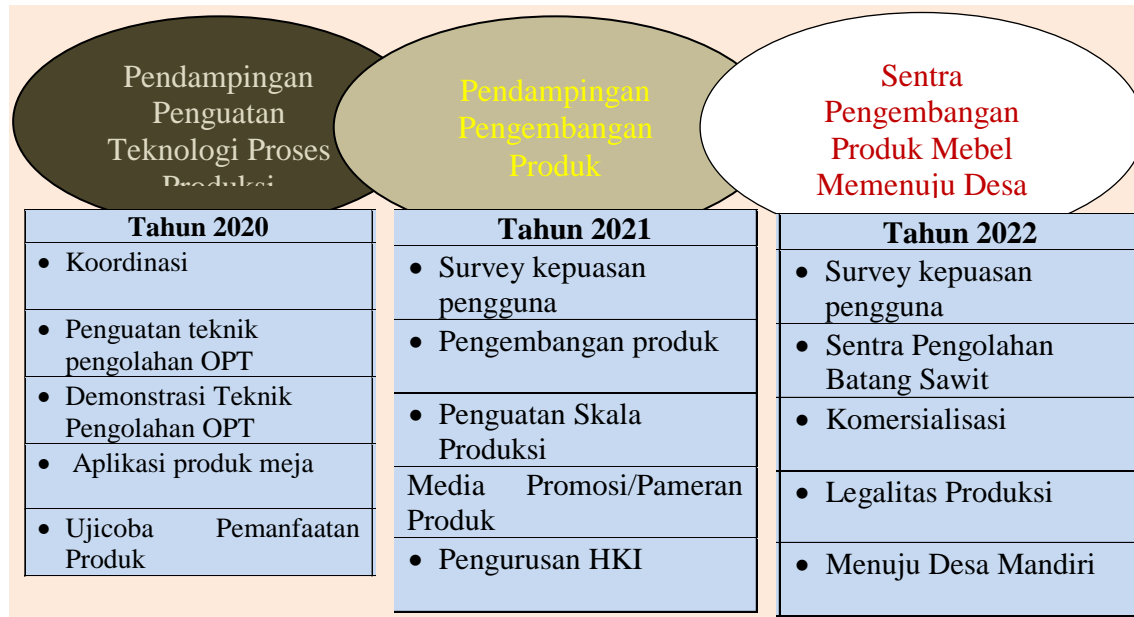 Pendampingan
Penguatan
Teknologi Proses
Produksi
Pendampingan
Pengembangan
Produk
Sentra
Pengembangan
Produk Mebel
Memenuju Desa
Tahun 2020
• Koordinasi
• Penguatan teknik
pengolahan OPT
• Demonstrasi Teknik
Pengolahan OPT
• Aplikasi produk meja
• Ujicoba Pemanfaatan
Produk
Tahun 2021
• Survey kepuasan
pengguna
• Pengembangan produk
• Penguatan Skala
Produksi
Media Promosi/Pameran
Produk
• Pengurusan HKI
Tahun 2022
• Survey kepuasan
pengguna
• Sentra Pengolahan
Batang Sawit
• Komersialisasi
• Legalitas Produksi
• Menuju Desa Mandiri